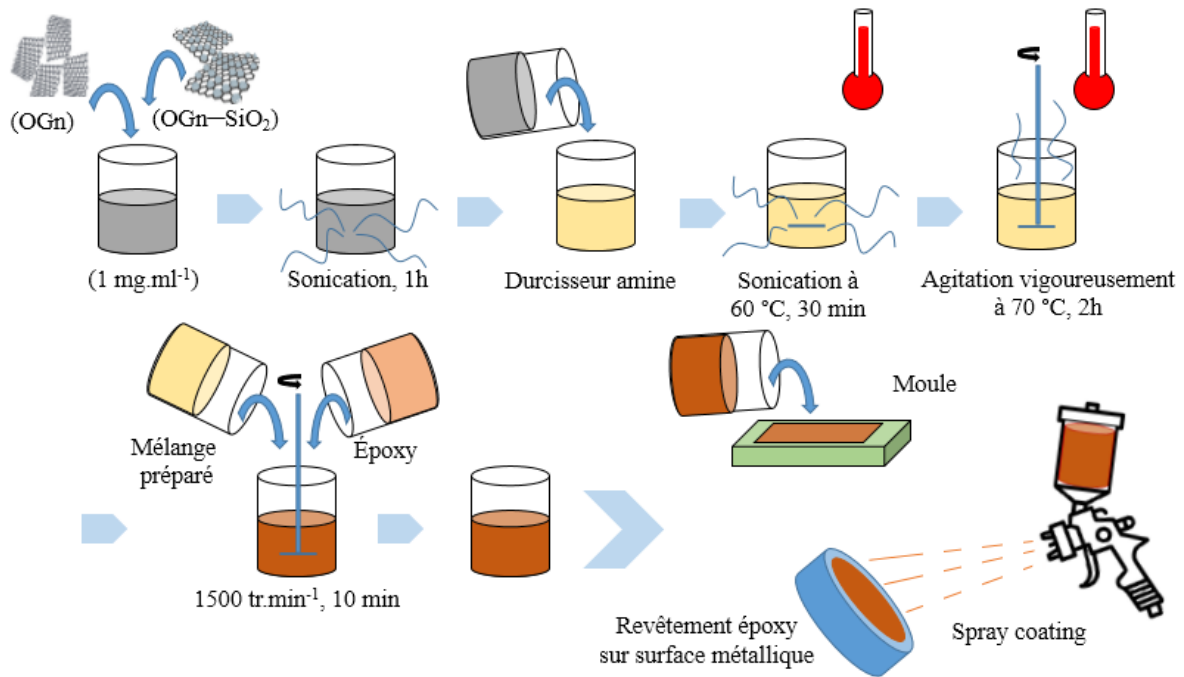 (OGn)
(OGn—SiO₂)
(1 mg.ml⁻¹)
Sonication, 1h
Durcisseur amine
Sonication à
60 °C, 30 min
Agitation vigoureusement
à 70 °C, 2h
Mélange
préparé
Époxy
1500 tr.min⁻¹, 10 min
Moule
Revêtement époxy
sur surface métallique
Spray coating